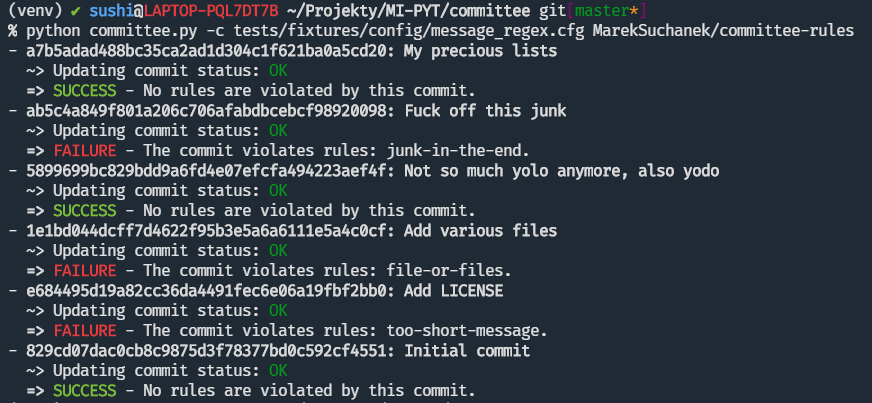 (venv) ✔ sushi@LAPTOP-PQL7DT7B ~/Projekty/MI-PYT/committee git[master*]
% python committee.py -c tests/fixtures/config/message_regex.cfg MarekSuchanek/committee-rules
- a7b5adad488bc35ca2ad1d304c1f621ba0a5cd20: My precious lists
~> Updating commit status: OK
=> SUCCESS - No rules are violated by this commit.
- ab5c4a849f801a206c706afabdbcebcf98920098: Fuck off this junk
~> Updating commit status: OK
=> FAILURE - The commit violates rules: junk-in-the-end.
- 5899699bc829bdd9a6fd4e07efcfa494223aef4f: Not so much yolo anymore, also yodo
~> Updating commit status: OK
=> SUCCESS - No rules are violated by this commit.
- 1e1bd044dcff7d4622f95b3e5a6a6111e5a4c0cf: Add various files
~> Updating commit status: OK
=> FAILURE - The commit violates rules: file-or-files.
- e684495d19a82cc36da4491fec6e06a19fbf2bb0: Add LICENSE
~> Updating commit status: OK
=> FAILURE - The commit violates rules: too-short-message.
- 829cd07dac0cb8c9875d3f78377bd0c592cf4551: Initial commit
~> Updating commit status: OK
=> SUCCESS - No rules are violated by this commit.